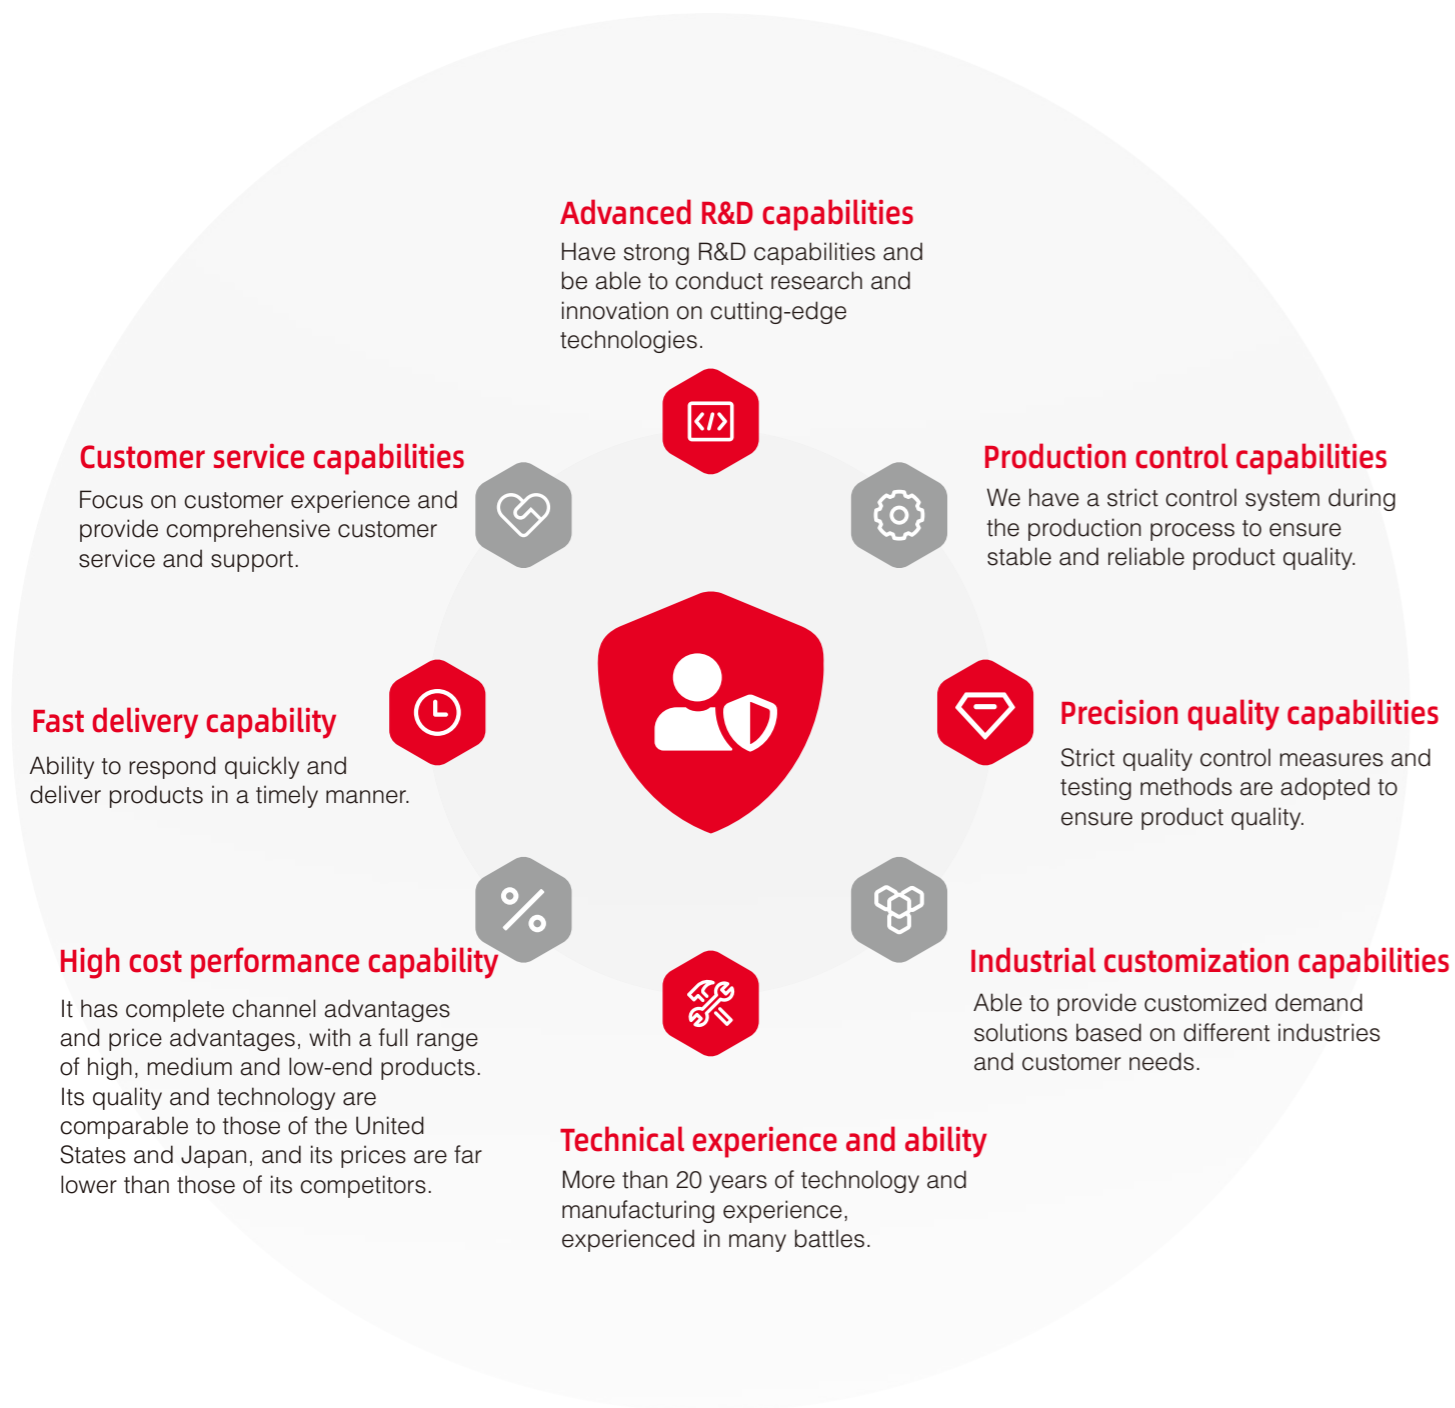 Advanced R&D capabilities
Have strong R&D capabilities and
be able to conduct research and
innovation on cutting-edge
technologies.
Customer service capabilities
Focus on customer experience and
provide comprehensive customer
service and support.
Production control capabilities
We have a strict control system during
the production process to ensure
stable and reliable product quality.
Fast delivery capability
Ability to respond quickly and
deliver products in a timely manner.
Precision quality capabilities
Strict quality control measures and
testing methods are adopted to
ensure product quality.
High cost performance capability
It has complete channel advantages
and price advantages, with a full range
of high, medium and low-end products.
Its quality and technology are
comparable to those of the United
States and Japan, and its prices are far
lower than those of its competitors.
Industrial customization capabilities
Able to provide customized demand
solutions based on different industries
and customer needs.
Technical experience and ability
More than 20 years of technology and
manufacturing experience,
experienced in many battles.